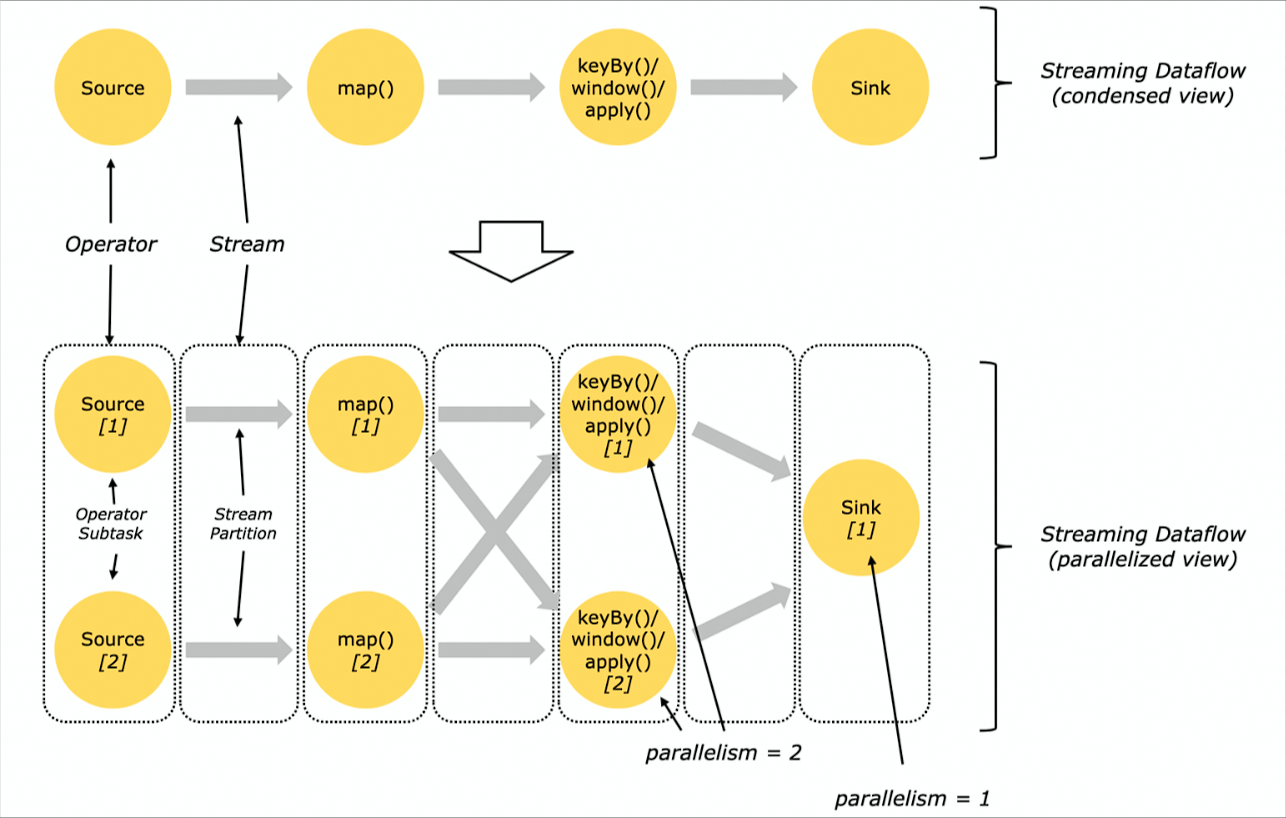 Source
map()
keyBy()/
window()/
apply()
Sink
Streaming Dataflow
(condensed view)
Operator
Stream
Source
[1]
map()
[1]
keyBy()/
window()/
apply()
[1]
Operator
Subtask
Stream
Partition
Sink
[1]
Streaming Dataflow
(parallelized view)
Source
[2]
map()
[2]
keyBy()/
window()/
apply()
[2]
parallelism = 2
parallelism = 1